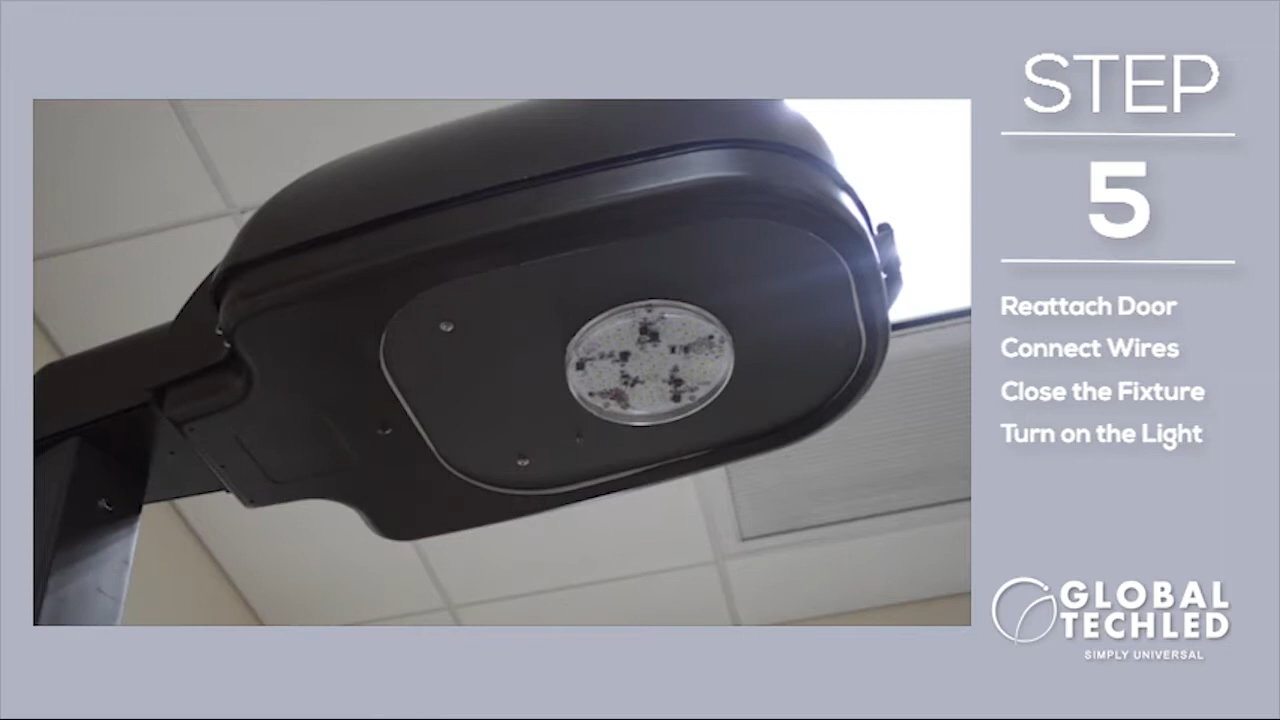 STEP
5
Reattach Door
Connect Wires
Close the Fixture
Turn on the Light
GLOBAL
TECHLED
SIMPLY UNIVERSAL